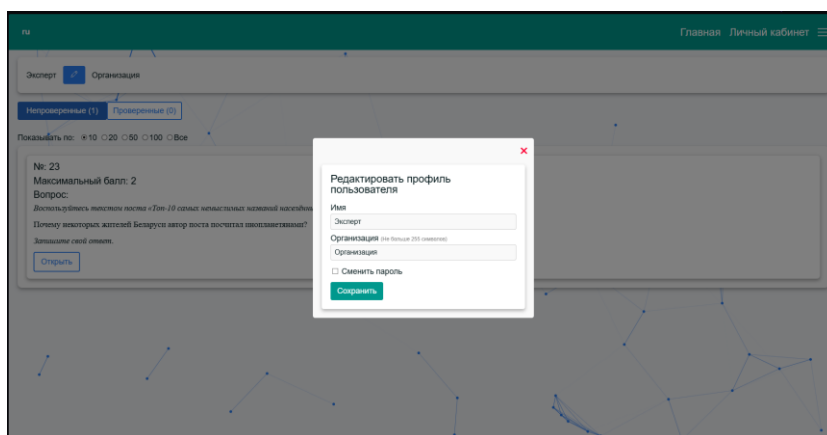 ru
Главная Личный кабинет
Эксперт Организация
Непроверенные (1) Проверенные (0)
Показывать по: 10 20 50 100 Все
№: 23
Максимальный балл: 2
Вопрос:
Воспользуйтесь текстом поста «Топ-10 самых немыслимых названий населённы
Почему некоторых жителей Беларуси автор поста посчитал инопланетянами?
Запишите свой ответ.
Открыть
Редактировать профиль
пользователя
Имя
Эксперт
Организация (Не больше 255 символов)
Организация
Сменить пароль
Сохранить